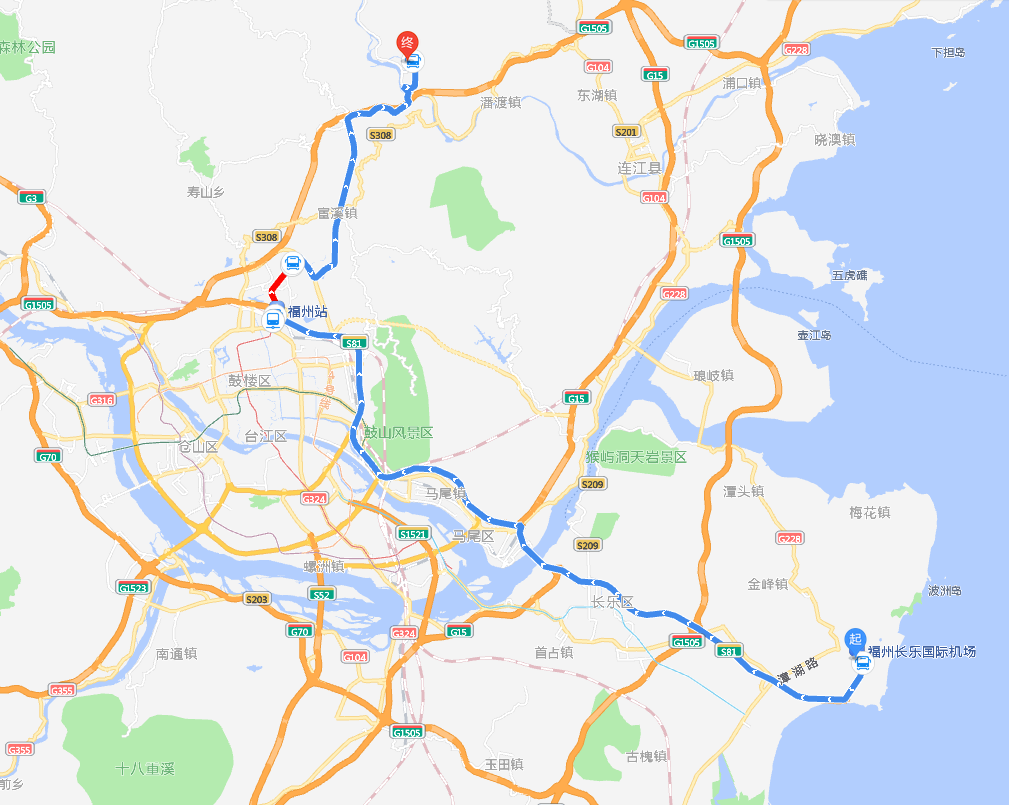 森林公园
终
G1505
G1505
G228
下担岛
G104
G15
浦口镇
潘渡镇
东湖镇
S308
S201
晓澳镇
连江县
寿山乡
G3
G104
宦溪镇
S308
G1505
五虎礁
G228
G1505
福州站
壶江岛
S81
鼓楼区
琅岐镇
G316
G15
台江区
鼓山风景区
仓山区
G70
猴屿洞天岩景区
S209
潭头镇
马尾镇
G324
梅花镇
S1521
马尾区
G228
S209
螺洲镇
G1523
金峰镇
波洲岛
S52
S203
长乐区
G70
G324
G15
起
G1505
S81
福州长乐国际机场
南通镇
G104
首占镇
潭湖路
G355
G1505
G355
古槐镇
玉田镇
十八重溪
前乡